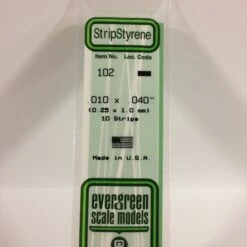 StripStyrene
Item No. Loc. Code
102
.010 x .040"
(0.25 x 1.0 mm)
10 Strips
Made in U.S.A.
evergreen
scale models